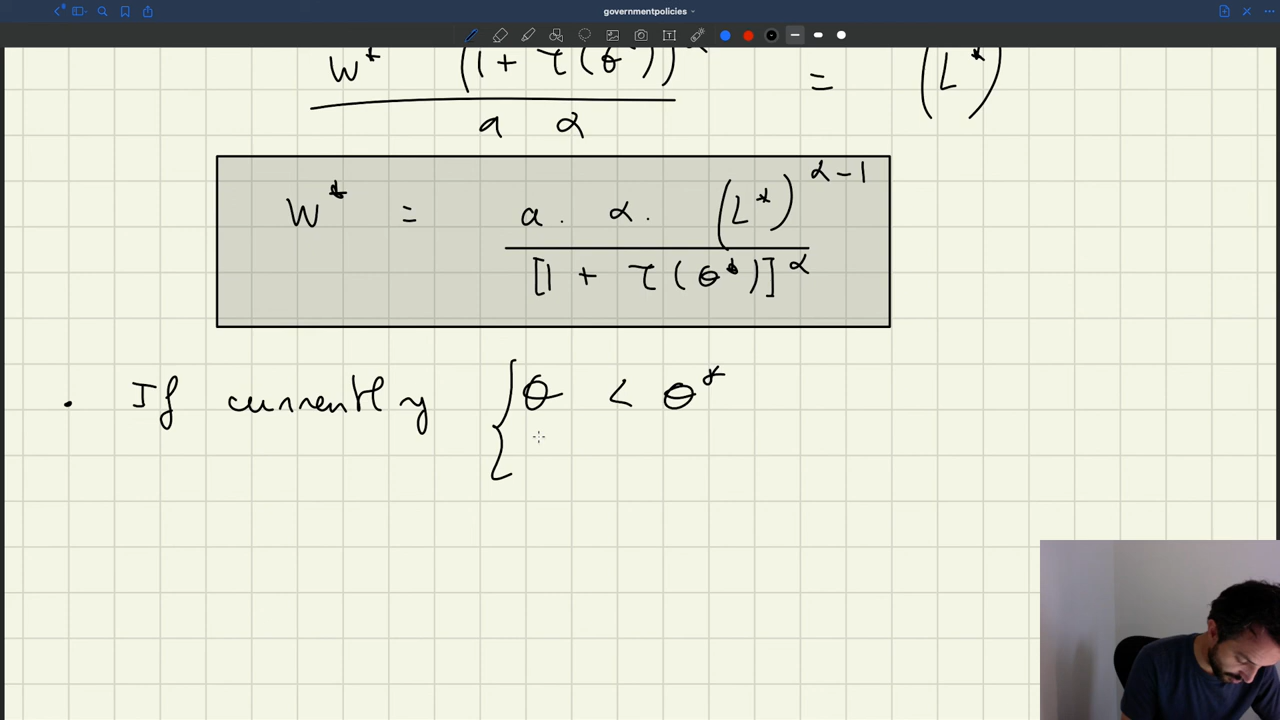 governmentpolicies
W* (1 + τ(θ*))^α = (L*)
a α
W* = a . α . (L*)^α-1
[1 + τ(θ*)]^α
. If currently { θ < θ*